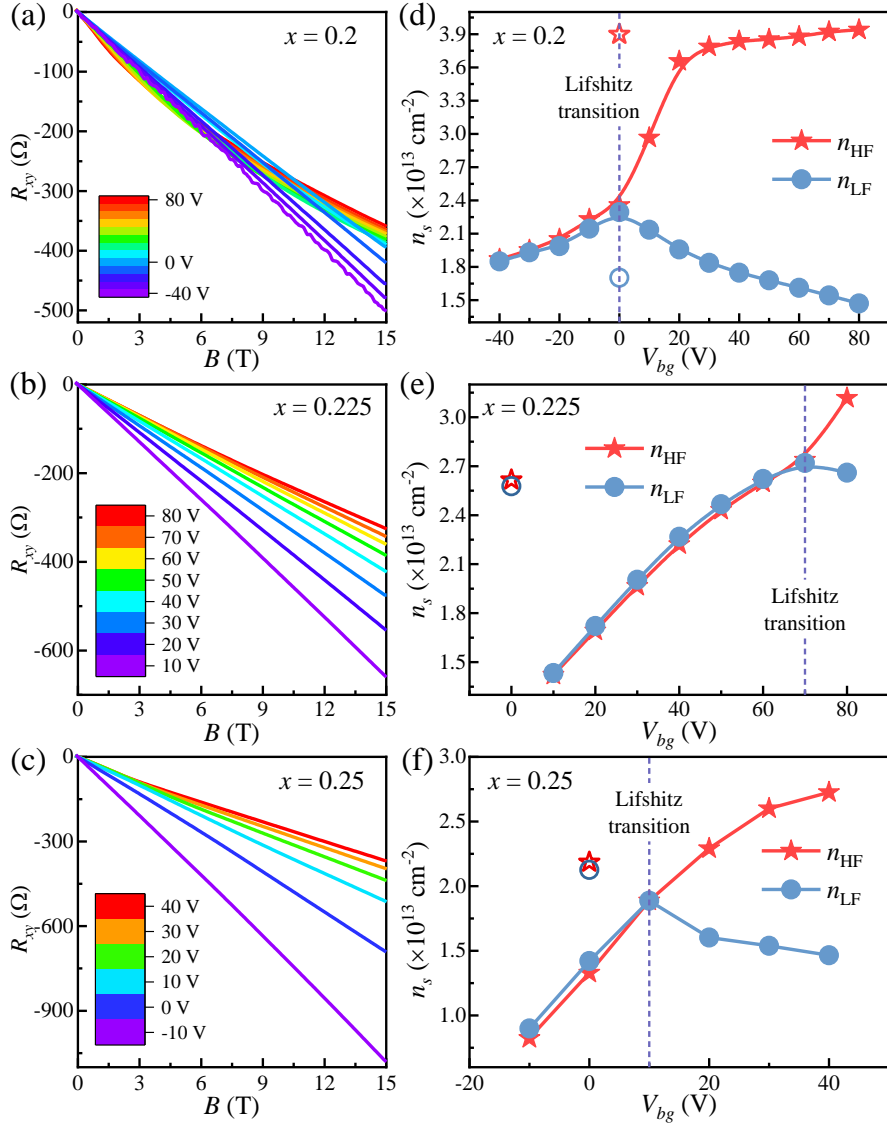 (a)
x = 0.2
0
-100
-200
-300
-400
-500
R_xy (Ω)
80 V
0 V
-40 V
0 3 6 9 12 15
B (T)
(d)
x = 0.2
3.9
3.6
3.3
3.0
2.7
2.4
2.1
1.8
1.5
n_s (×10^13 cm^-2)
Lifshitz
transition
n_HF
n_LF
-40 -20 0 20 40 60 80
V_bg (V)
(b)
x = 0.225
0
-200
-400
-600
R_xy (Ω)
80 V
70 V
60 V
50 V
40 V
30 V
20 V
10 V
0 3 6 9 12 15
B (T)
(e)
x = 0.225
3.0
2.7
2.4
2.1
1.8
1.5
n_s (×10^13 cm^-2)
n_HF
n_LF
Lifshitz
transition
0 20 40 60 80
V_bg (V)
(c)
x = 0.25
0
-300
-600
-900
R_xy (Ω)
40 V
30 V
20 V
10 V
0 V
-10 V
0 3 6 9 12 15
B (T)
(f)
x = 0.25
3.0
2.5
2.0
1.5
1.0
n_s (×10^13 cm^-2)
Lifshitz
transition
n_HF
n_LF
-20 0 20 40
V_bg (V)